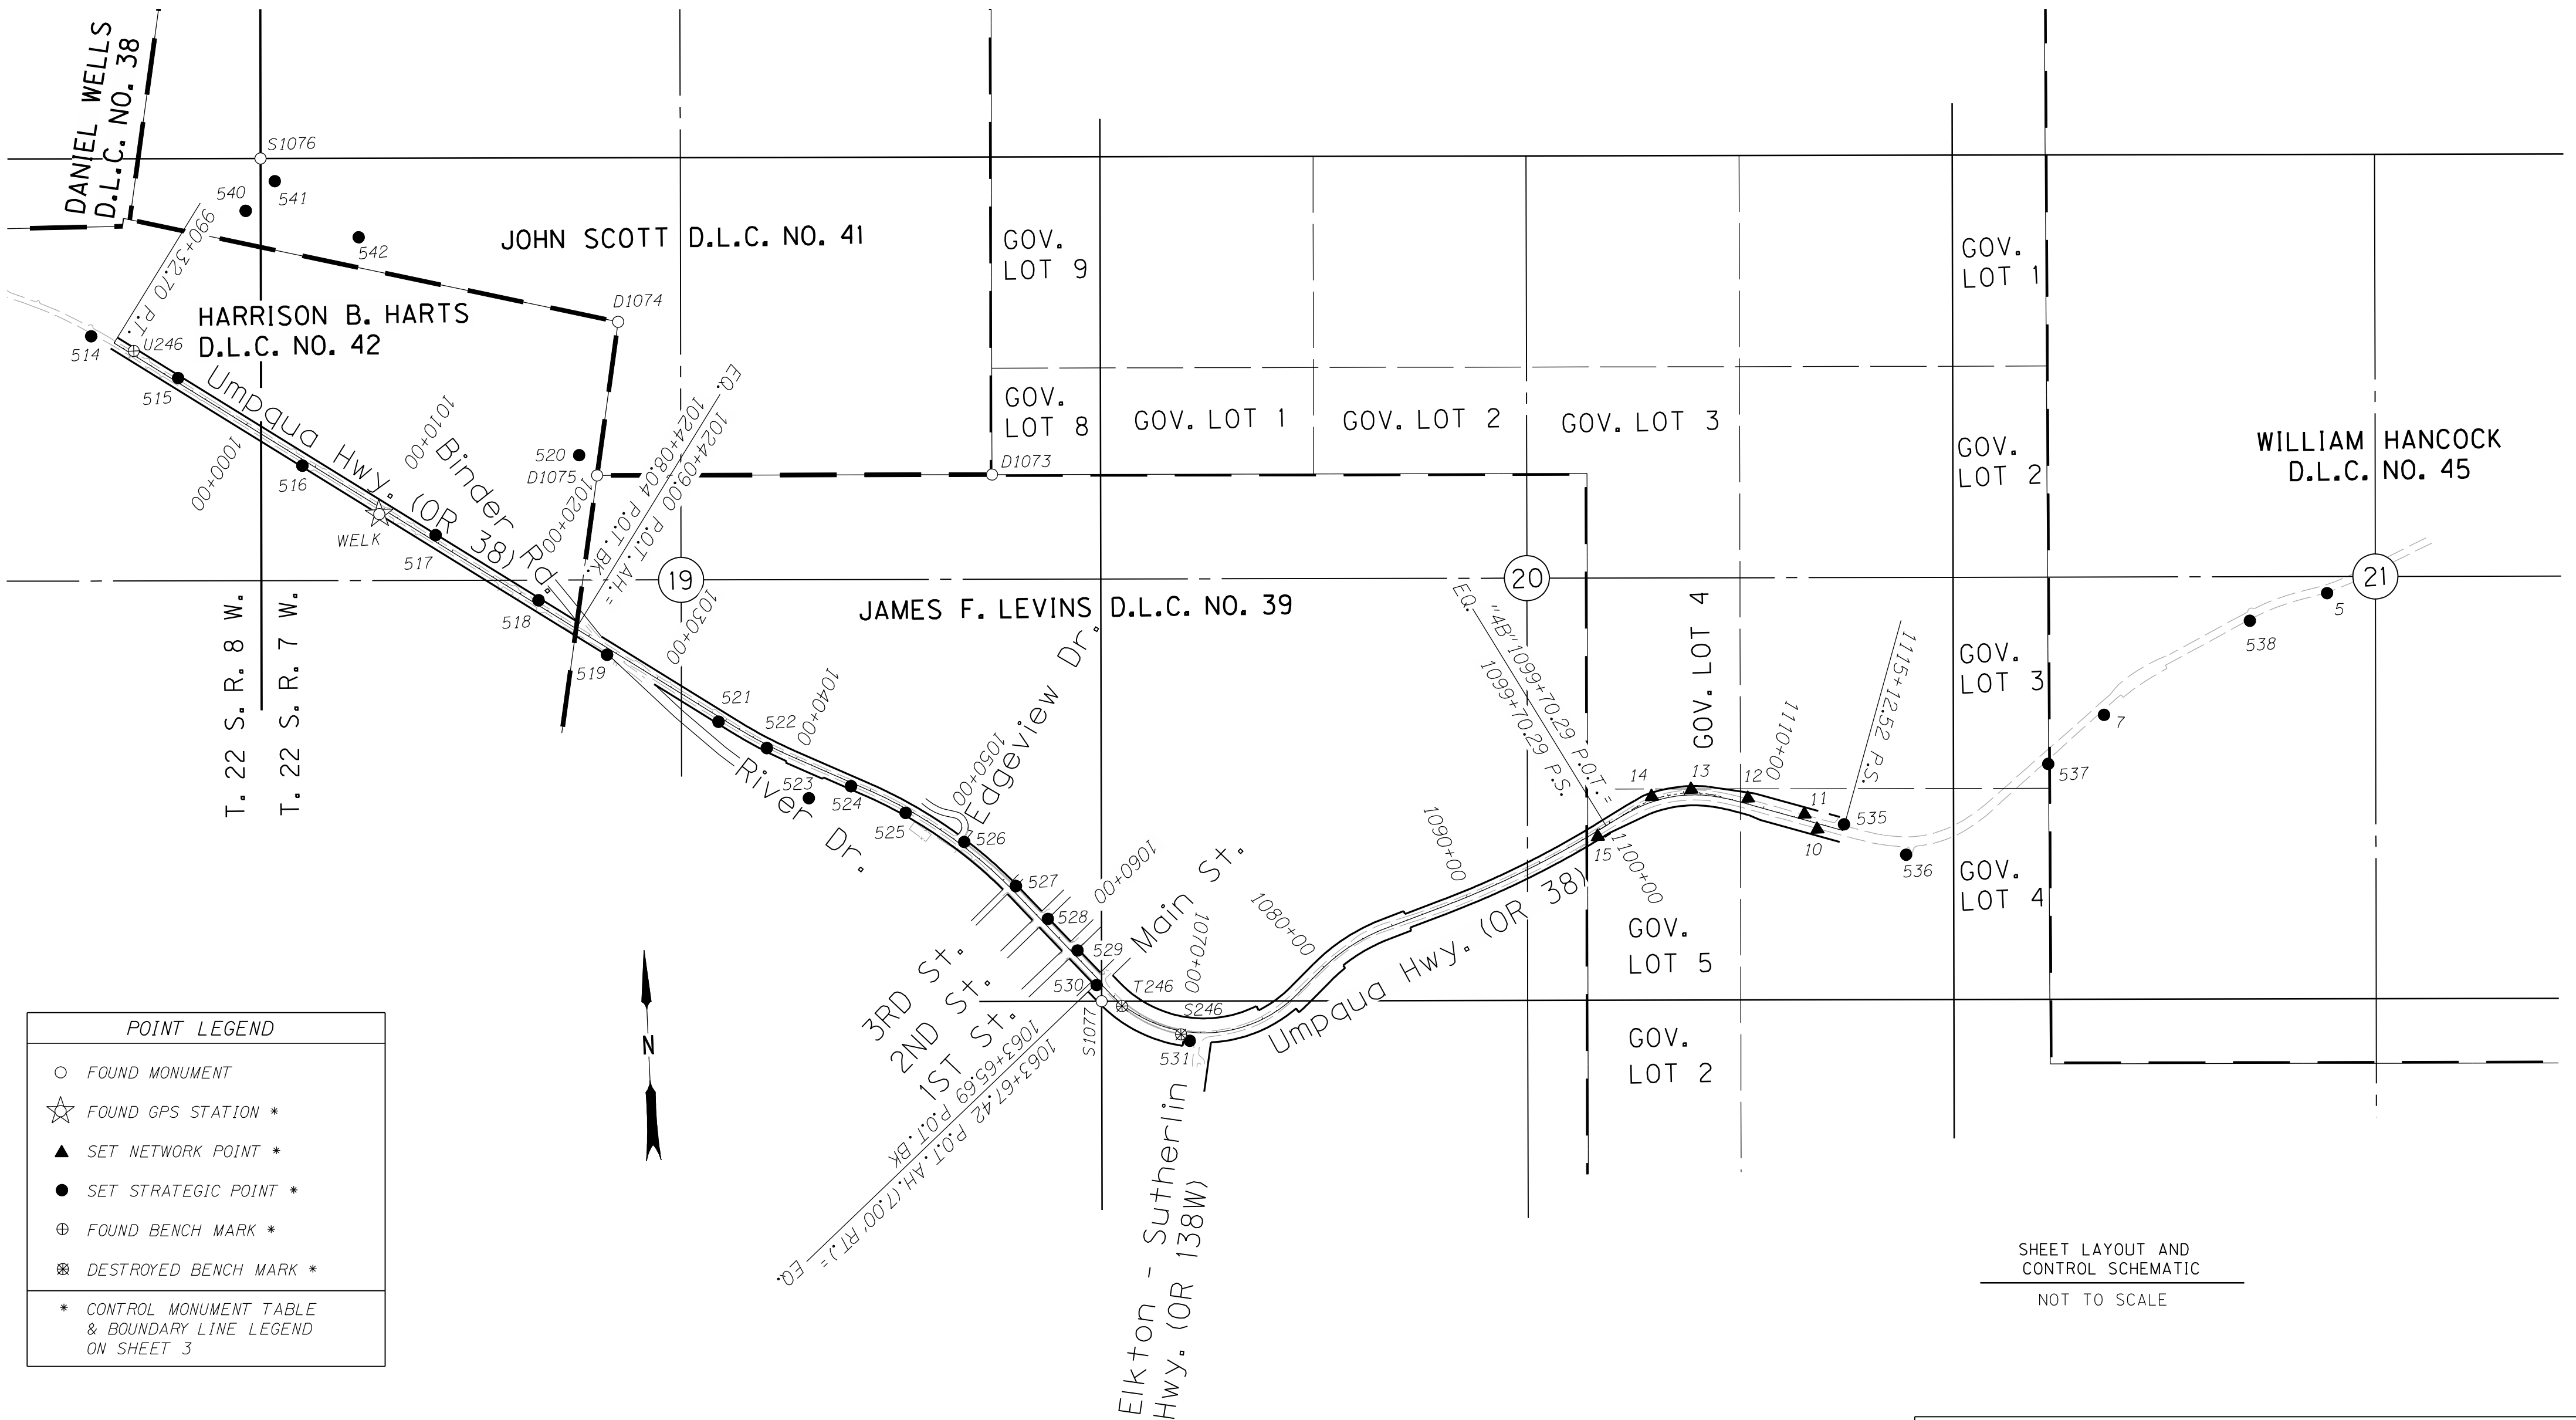 DANIEL WELLS
D.L.C. NO. 38
S1076
540
541
542
JOHN SCOTT D.L.C. NO. 41
GOV.
LOT 9
GOV.
LOT 1
990+32.70 P.T.
HARRISON B. HARTS
D.L.C. NO. 42
D1074
514
U246
515
Umpqua Hwy. (OR 38)
1000+00
516
1010+00
Binder Rd.
WELK
517
518
520
D1075
1020+00
EQ.
1024+09.00 P.O.T. AH.=
1024+08.04 P.O.T. BK.
D1073
GOV.
LOT 8
GOV. LOT 1
GOV. LOT 2
GOV. LOT 3
GOV.
LOT 2
WILLIAM HANCOCK
D.L.C. NO. 45
19
20
21
JAMES F. LEVINS D.L.C. NO. 39
T. 22 S. R. 8 W.
T. 22 S. R. 7 W.
519
1030+00
521
522
1040+00
523
524
525
River Dr.
1050+00
Edgeview Dr.
526
527
528
529
530
1060+00
Main St.
3RD St.
2ND St.
1ST St.
1063+65.69 P.O.T. BK
1063+67.42 P.O.T. AH.(7.00' RT.)= EQ.
S1077
T246
S246
531
1070+00
1080+00
1090+00
Umpqua Hwy. (OR 38)
Elkton - Sutherlin
Hwy. (OR 138W)
EQ.
"4B"1099+70.29 P.O.T.=
1099+70.29 P.S.
1100+00
15
14
13
12
11
10
GOV. LOT 4
1110+00
1115+12.52 P.S.
535
536
537
7
538
5
GOV.
LOT 3
GOV.
LOT 4
GOV.
LOT 5
GOV.
LOT 2
N
POINT LEGEND
FOUND MONUMENT
FOUND GPS STATION *
SET NETWORK POINT *
SET STRATEGIC POINT *
FOUND BENCH MARK *
DESTROYED BENCH MARK *
* CONTROL MONUMENT TABLE
& BOUNDARY LINE LEGEND
ON SHEET 3
SHEET LAYOUT AND
CONTROL SCHEMATIC
NOT TO SCALE